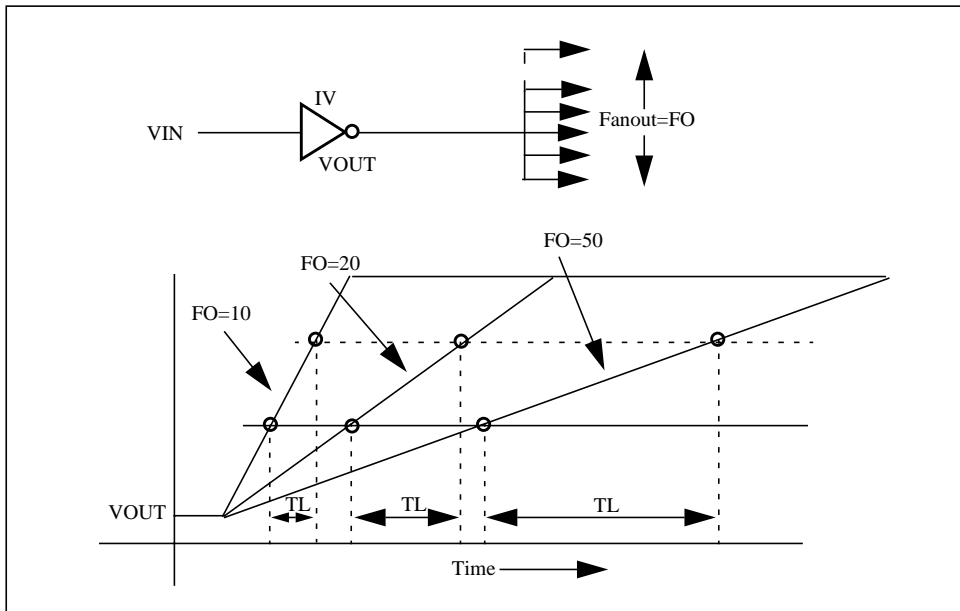 IV
VIN
VOUT
Fanout=FO
FO=50
FO=20
FO=10
TL
TL
TL
VOUT
Time